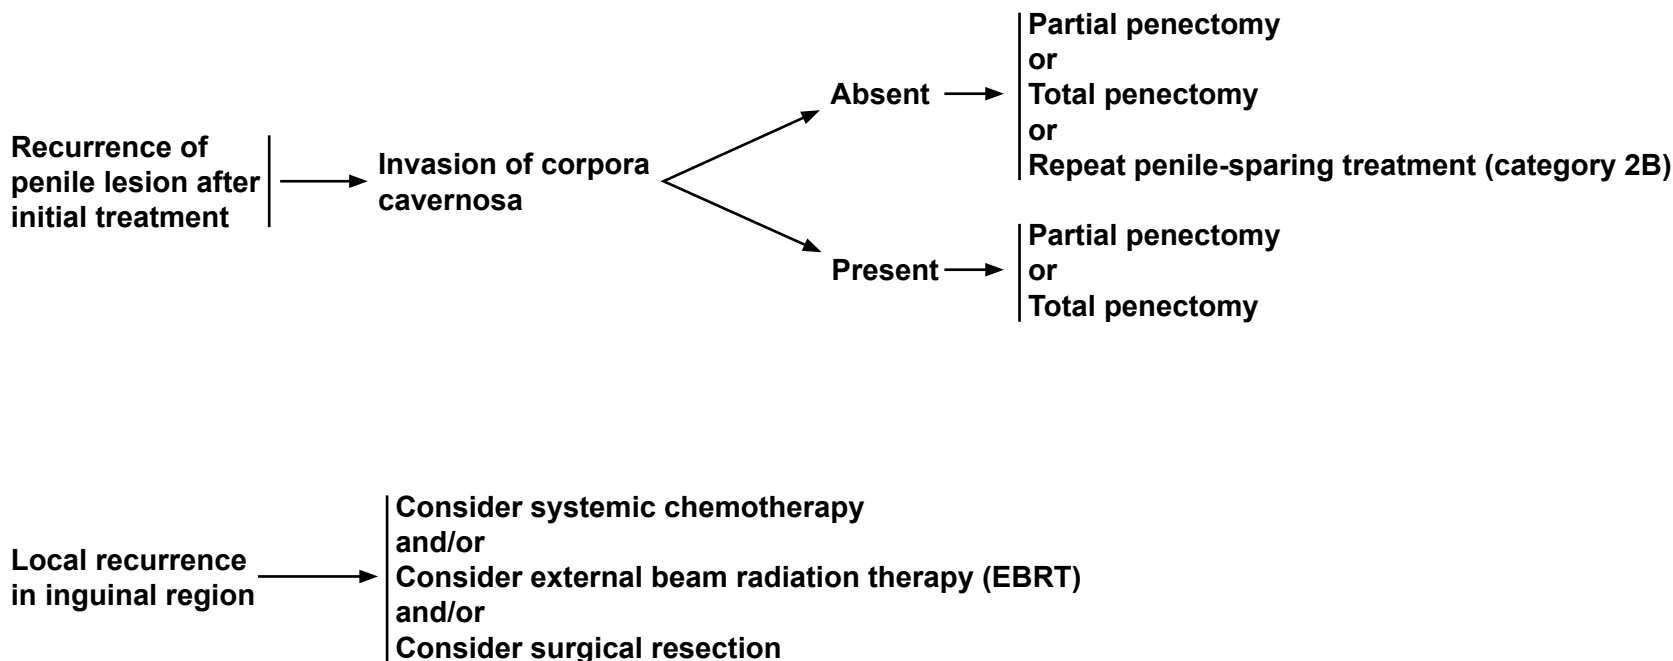 Recurrence of
penile lesion after
initial treatment
Invasion of corpora
cavernosa
Absent
Partial penectomy
or
Total penectomy
or
Repeat penile-sparing treatment (category 2B)
Present
Partial penectomy
or
Total penectomy
Local recurrence
in inguinal region
Consider systemic chemotherapy
and/or
Consider external beam radiation therapy (EBRT)
and/or
Consider surgical resection